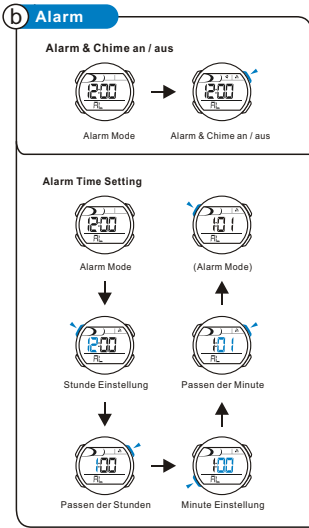 b Alarm
Alarm & Chime an / aus
12:00
AL
12:00
AL
Alarm Mode
Alarm & Chime an / aus
Alarm Time Setting
12:00
AL
1:01
AL
Alarm Mode
(Alarm Mode)
12:00
AL
1:01
AL
Stunde Einstellung
Passen der Minute
1:00
AL
1:00
AL
Passen der Stunden
Minute Einstellung